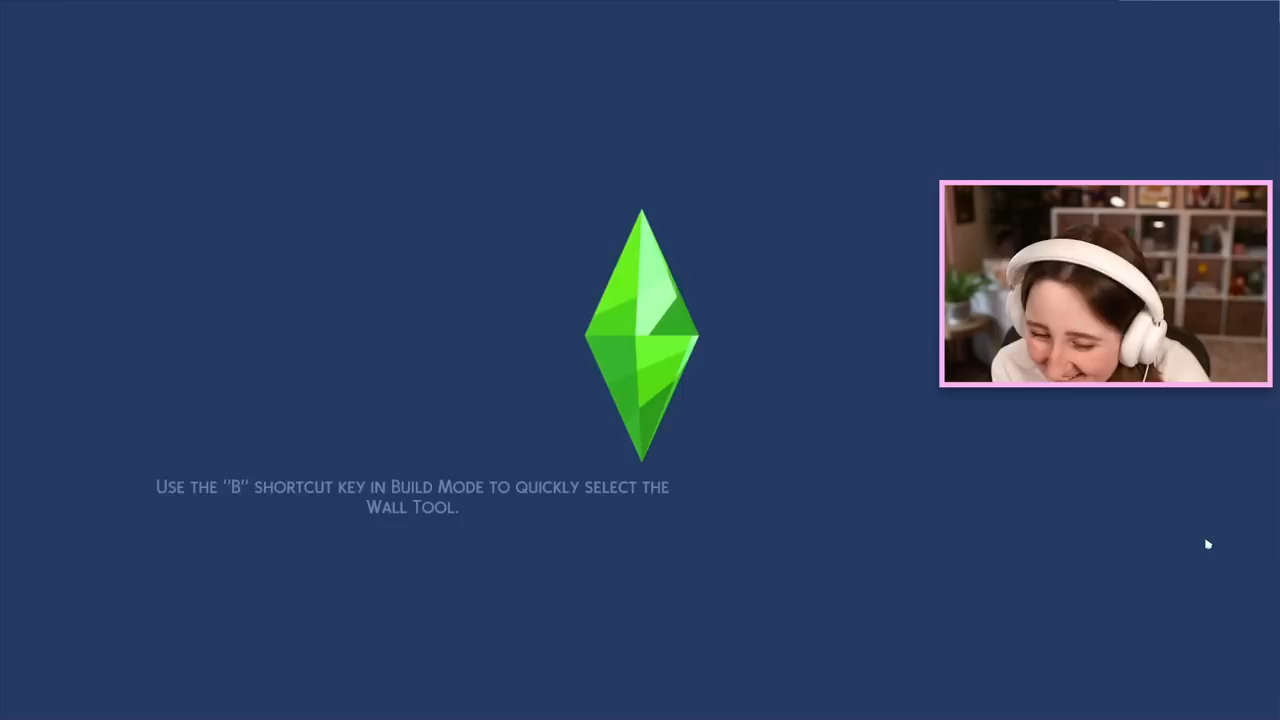 USE THE "B" SHORTCUT KEY IN BUILD MODE TO QUICKLY SELECT THE
WALL TOOL.